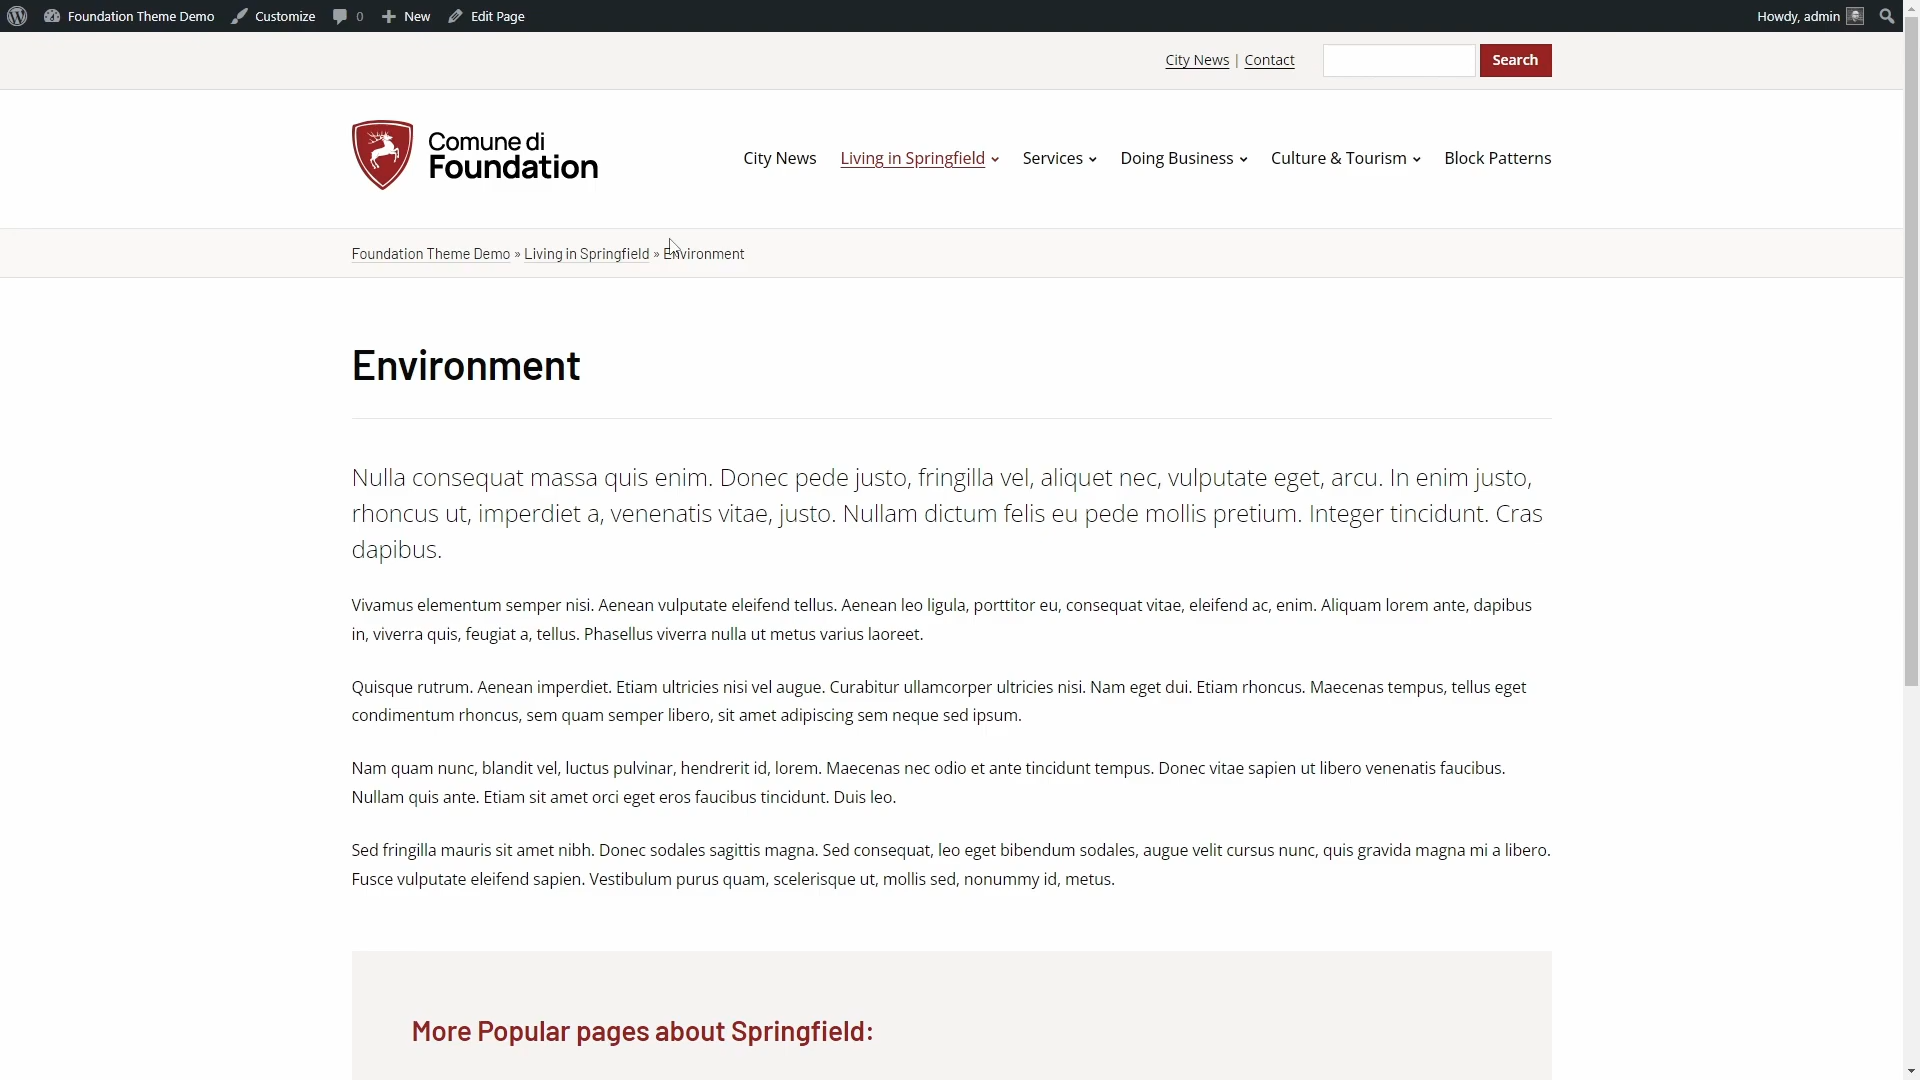 Foundation Theme Demo Customize 0 New Edit Page Howdy, admin
City News | Contact Search
Comune di
Foundation
City News Living in Springfield Services Doing Business Culture & Tourism Block Patterns
Foundation Theme Demo » Living in Springfield » Environment
Environment
Nulla consequat massa quis enim. Donec pede justo, fringilla vel, aliquet nec, vulputate eget, arcu. In enim justo,
rhoncus ut, imperdiet a, venenatis vitae, justo. Nullam dictum felis eu pede mollis pretium. Integer tincidunt. Cras
dapibus.
Vivamus elementum semper nisi. Aenean vulputate eleifend tellus. Aenean leo ligula, porttitor eu, consequat vitae, eleifend ac, enim. Aliquam lorem ante, dapibus
in, viverra quis, feugiat a, tellus. Phasellus viverra nulla ut metus varius laoreet.
Quisque rutrum. Aenean imperdiet. Etiam ultricies nisi vel augue. Curabitur ullamcorper ultricies nisi. Nam eget dui. Etiam rhoncus. Maecenas tempus, tellus eget
condimentum rhoncus, sem quam semper libero, sit amet adipiscing sem neque sed ipsum.
Nam quam nunc, blandit vel, luctus pulvinar, hendrerit id, lorem. Maecenas nec odio et ante tincidunt tempus. Donec vitae sapien ut libero venenatis faucibus.
Nullam quis ante. Etiam sit amet orci eget eros faucibus tincidunt. Duis leo.
Sed fringilla mauris sit amet nibh. Donec sodales sagittis magna. Sed consequat, leo eget bibendum sodales, augue velit cursus nunc, quis gravida magna mi a libero.
Fusce vulputate eleifend sapien. Vestibulum purus quam, scelerisque ut, mollis sed, nonummy id, metus.
More Popular pages about Springfield: